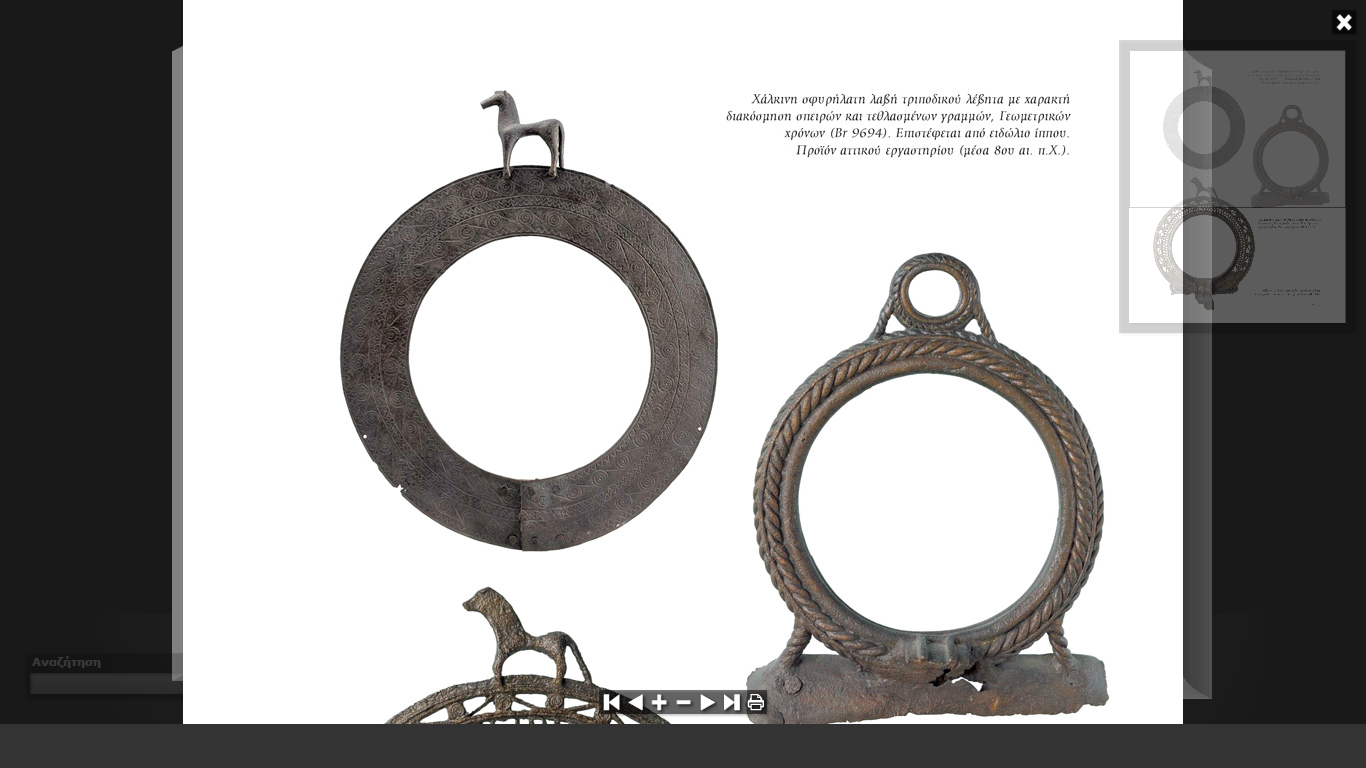 Χάλκινη σφυρήλατη λαβή τριποδικού λέβητα με χαρακτή
διακόσμηση σπειρών και τεθλασμένων γραμμών, Γεωμετρικών
χρόνων (Br 9694). Επιστέφεται από ειδώλιο ίππου.
Προϊόν αττικού εργαστηρίου (μέσα 8ου αι. π.Χ.).
Αναζήτηση